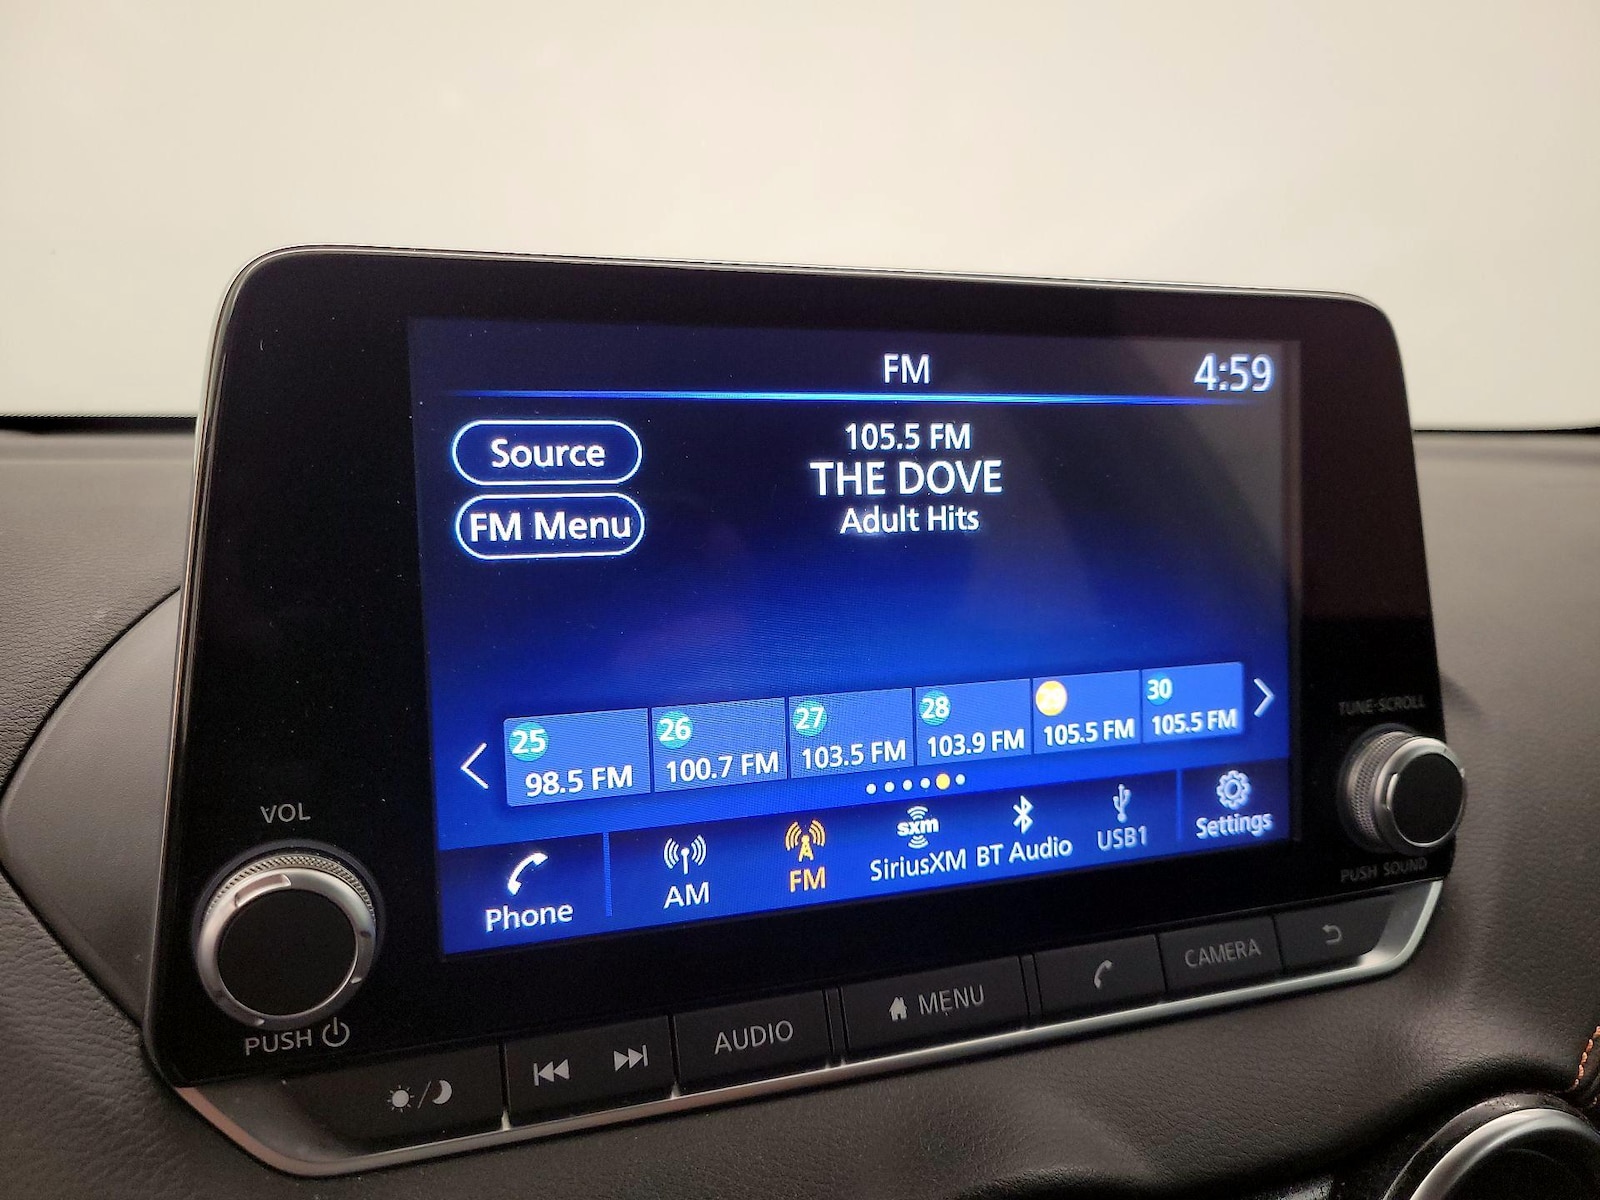 FM
4:59
Source
FM Menu
105.5 FM
THE DOVE
Adult Hits
25
98.5 FM
26
100.7 FM
27
103.5 FM
28
103.9 FM
29
105.5 FM
30
105.5 FM
Phone
AM
FM
sxm
SiriusXM
BT Audio
USB1
Settings
VOL
PUSH
TUNE·SCROLL
PUSH SOUND
AUDIO
MENU
CAMERA